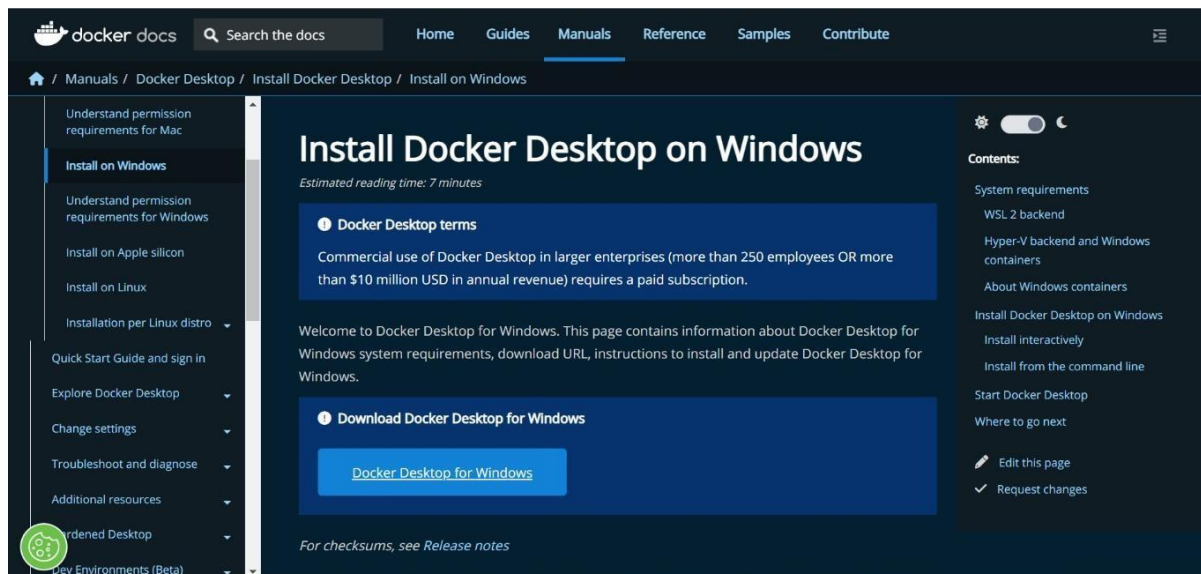 docker docs
Search the docs
Home
Guides
Manuals
Reference
Samples
Contribute
/ Manuals / Docker Desktop / Install Docker Desktop / Install on Windows
Understand permission
requirements for Mac
Install on Windows
Understand permission
requirements for Windows
Install on Apple silicon
Install on Linux
Installation per Linux distro
Quick Start Guide and sign in
Explore Docker Desktop
Change settings
Troubleshoot and diagnose
Additional resources
rdened Desktop
Dev Environments (Beta)
Install Docker Desktop on Windows
Estimated reading time: 7 minutes
Docker Desktop terms
Commercial use of Docker Desktop in larger enterprises (more than 250 employees OR more
than $10 million USD in annual revenue) requires a paid subscription.
Welcome to Docker Desktop for Windows. This page contains information about Docker Desktop for
Windows system requirements, download URL, instructions to install and update Docker Desktop for
Windows.
Download Docker Desktop for Windows
Docker Desktop for Windows
For checksums, see Release notes
Contents:
System requirements
WSL 2 backend
Hyper-V backend and Windows
containers
About Windows containers
Install Docker Desktop on Windows
Install interactively
Install from the command line
Start Docker Desktop
Where to go next
Edit this page
Request changes